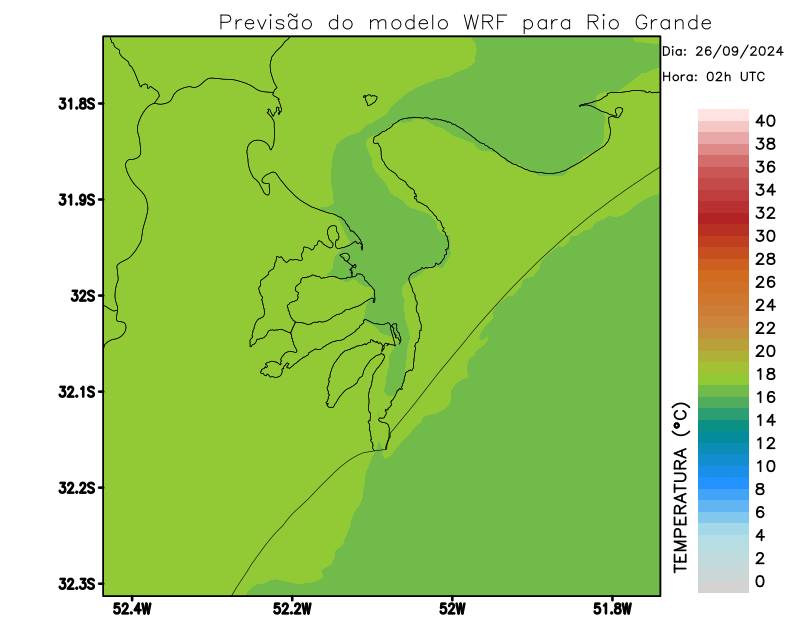 Previsão do modelo WRF para Rio Grande
Dia: 26/09/2024
Hora: 02h UTC
31.8S
31.9S
32S
32.1S
32.2S
32.3S
52.4W
52.2W
52W
51.8W
TEMPERATURA (°C)
40
38
36
34
32
30
28
26
24
22
20
18
16
14
12
10
8
6
4
2
0